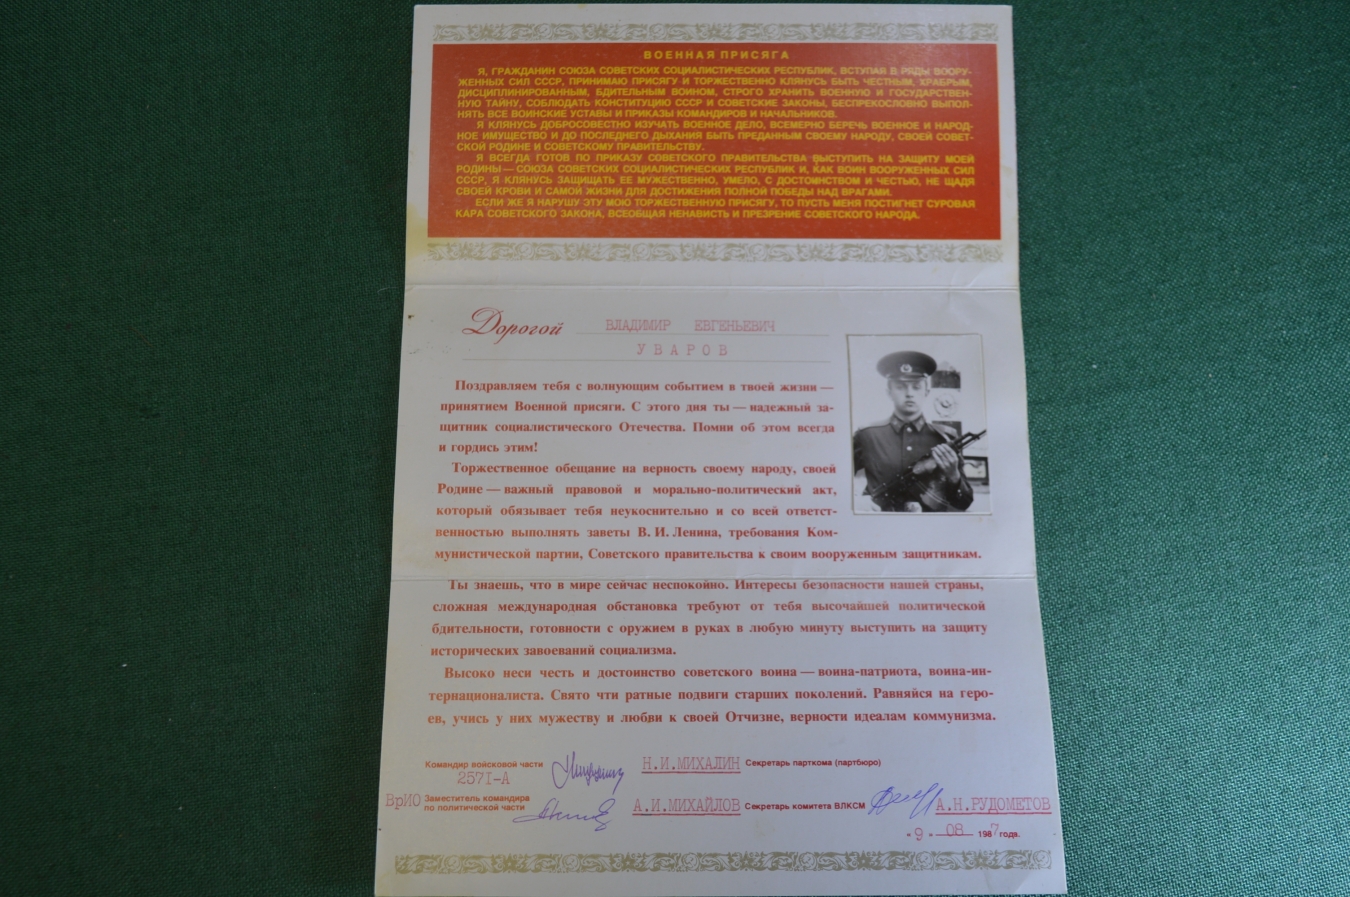 ВОЕННАЯ ПРИСЯГА
Я, ГРАЖДАНИН СОЮЗА СОВЕТСКИХ СОЦИАЛИСТИЧЕСКИХ РЕСПУБЛИК, ВСТУПАЯ В РЯДЫ ВООРУ-
ЖЕННЫХ СИЛ СССР, ПРИНИМАЮ ПРИСЯГУ И ТОРЖЕСТВЕННО КЛЯНУСЬ БЫТЬ ЧЕСТНЫМ, ХРАБРЫМ,
ДИСЦИПЛИНИРОВАННЫМ, БДИТЕЛЬНЫМ ВОИНОМ, СТРОГО ХРАНИТЬ ВОЕННУЮ И ГОСУДАРСТВЕН-
НУЮ ТАЙНУ, СОБЛЮДАТЬ КОНСТИТУЦИЮ СССР И СОВЕТСКИЕ ЗАКОНЫ, БЕСПРЕКОСЛОВНО ВЫПОЛ-
НЯТЬ ВСЕ ВОИНСКИЕ УСТАВЫ И ПРИКАЗЫ КОМАНДИРОВ И НАЧАЛЬНИКОВ.
Я КЛЯНУСЬ ДОБРОСОВЕСТНО ИЗУЧАТЬ ВОЕННОЕ ДЕЛО, ВСЕМЕРНО БЕРЕЧЬ ВОЕННОЕ И НАРОД-
НОЕ ИМУЩЕСТВО И ДО ПОСЛЕДНЕГО ДЫХАНИЯ БЫТЬ ПРЕДАННЫМ СВОЕМУ НАРОДУ, СВОЕЙ СОВЕТ-
СКОЙ РОДИНЕ И СОВЕТСКОМУ ПРАВИТЕЛЬСТВУ.
Я ВСЕГДА ГОТОВ ПО ПРИКАЗУ СОВЕТСКОГО ПРАВИТЕЛЬСТВА ВЫСТУПИТЬ НА ЗАЩИТУ МОЕЙ
РОДИНЫ — СОЮЗА СОВЕТСКИХ СОЦИАЛИСТИЧЕСКИХ РЕСПУБЛИК И, КАК ВОИН ВООРУЖЕННЫХ СИЛ
СССР, Я КЛЯНУСЬ ЗАЩИЩАТЬ ЕЕ МУЖЕСТВЕННО, УМЕЛО, С ДОСТОИНСТВОМ И ЧЕСТЬЮ, НЕ ЩАДЯ
СВОЕЙ КРОВИ И САМОЙ ЖИЗНИ ДЛЯ ДОСТИЖЕНИЯ ПОЛНОЙ ПОБЕДЫ НАД ВРАГАМИ.
ЕСЛИ ЖЕ Я НАРУШУ ЭТУ МОЮ ТОРЖЕСТВЕННУЮ ПРИСЯГУ, ТО ПУСТЬ МЕНЯ ПОСТИГНЕТ СУРОВАЯ
КАРА СОВЕТСКОГО ЗАКОНА, ВСЕОБЩАЯ НЕНАВИСТЬ И ПРЕЗРЕНИЕ СОВЕТСКОГО НАРОДА.
Дорогой ВЛАДИМИР ЕВГЕНЬЕВИЧ
УВАРОВ
Поздравляем тебя с волнующим событием в твоей жизни —
принятием Военной присяги. С этого дня ты — надежный за-
щитник социалистического Отечества. Помни об этом всегда
и гордись этим!
Торжественное обещание на верность своему народу, своей
Родине — важный правовой и морально-политический акт,
который обязывает тебя неукоснительно и со всей ответст-
венностью выполнять заветы В. И. Ленина, требования Ком-
мунистической партии, Советского правительства к своим вооруженным защитникам.
Ты знаешь, что в мире сейчас неспокойно. Интересы безопасности нашей страны,
сложная международная обстановка требуют от тебя высочайшей политической
бдительности, готовности с оружием в руках в любую минуту выступить на защиту
исторических завоеваний социализма.
Высоко неси честь и достоинство советского воина — воина-патриота, воина-ин-
тернационалиста. Свято чти ратные подвиги старших поколений. Равняйся на геро-
ев, учись у них мужеству и любви к своей Отчизне, верности идеалам коммунизма.
Командир войсковой части Н.И.МИХАЛИН Секретарь парткома (партбюро)
257I-А
ВрИО Заместитель командира
по политической части А.И.МИХАЙЛОВ Секретарь комитета ВЛКСМ А.Н.РУДОМЕТОВ
« 9 » 08 1987 года.